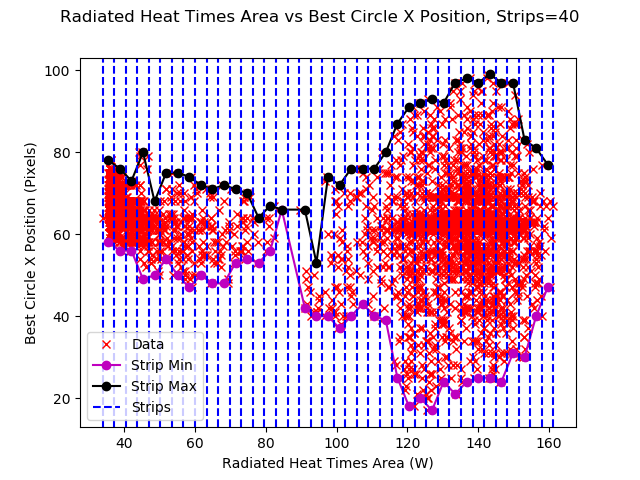 Radiated Heat Times Area vs Best Circle X Position, Strips=40
100
80
60
40
20
Best Circle X Position (Pixels)
Data
Strip Min
Strip Max
Strips
40 60 80 100 120 140 160
Radiated Heat Times Area (W)